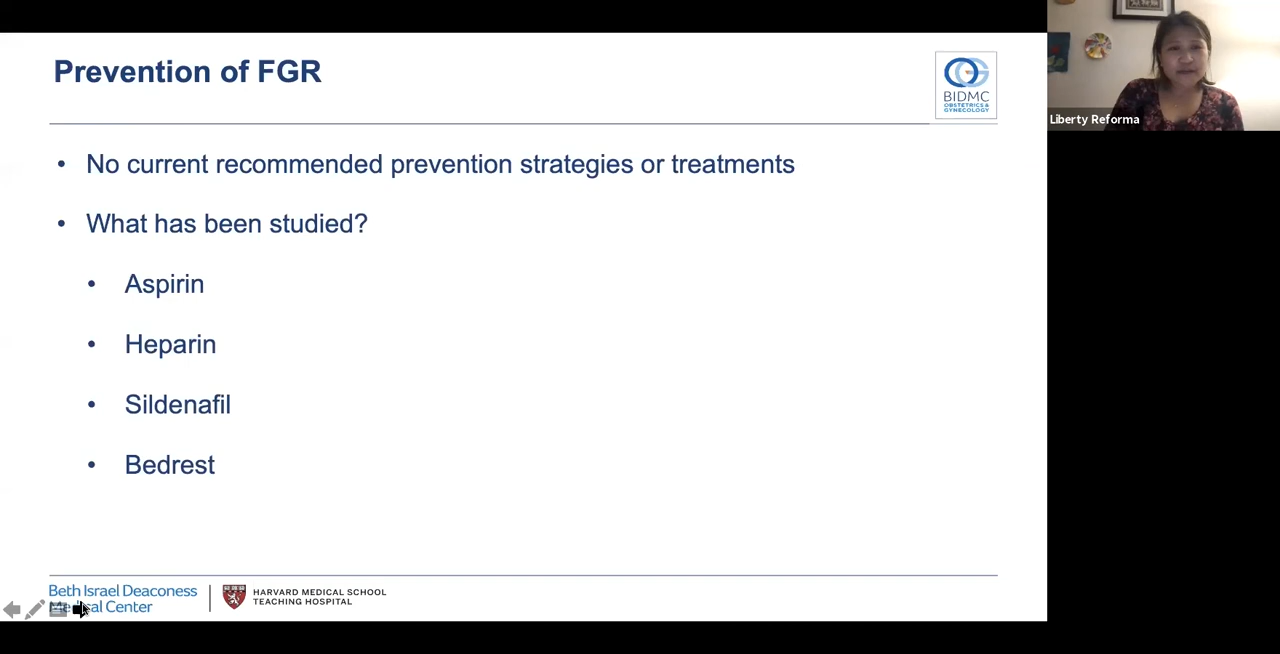 Prevention of FGR
BIDMC
OBSTETRICS &
GYNECOLOGY
Liberty Reforma
• No current recommended prevention strategies or treatments
• What has been studied?
• Aspirin
• Heparin
• Sildenafil
• Bedrest
Beth Israel Deaconess
Medical Center
HARVARD MEDICAL SCHOOL
TEACHING HOSPITAL